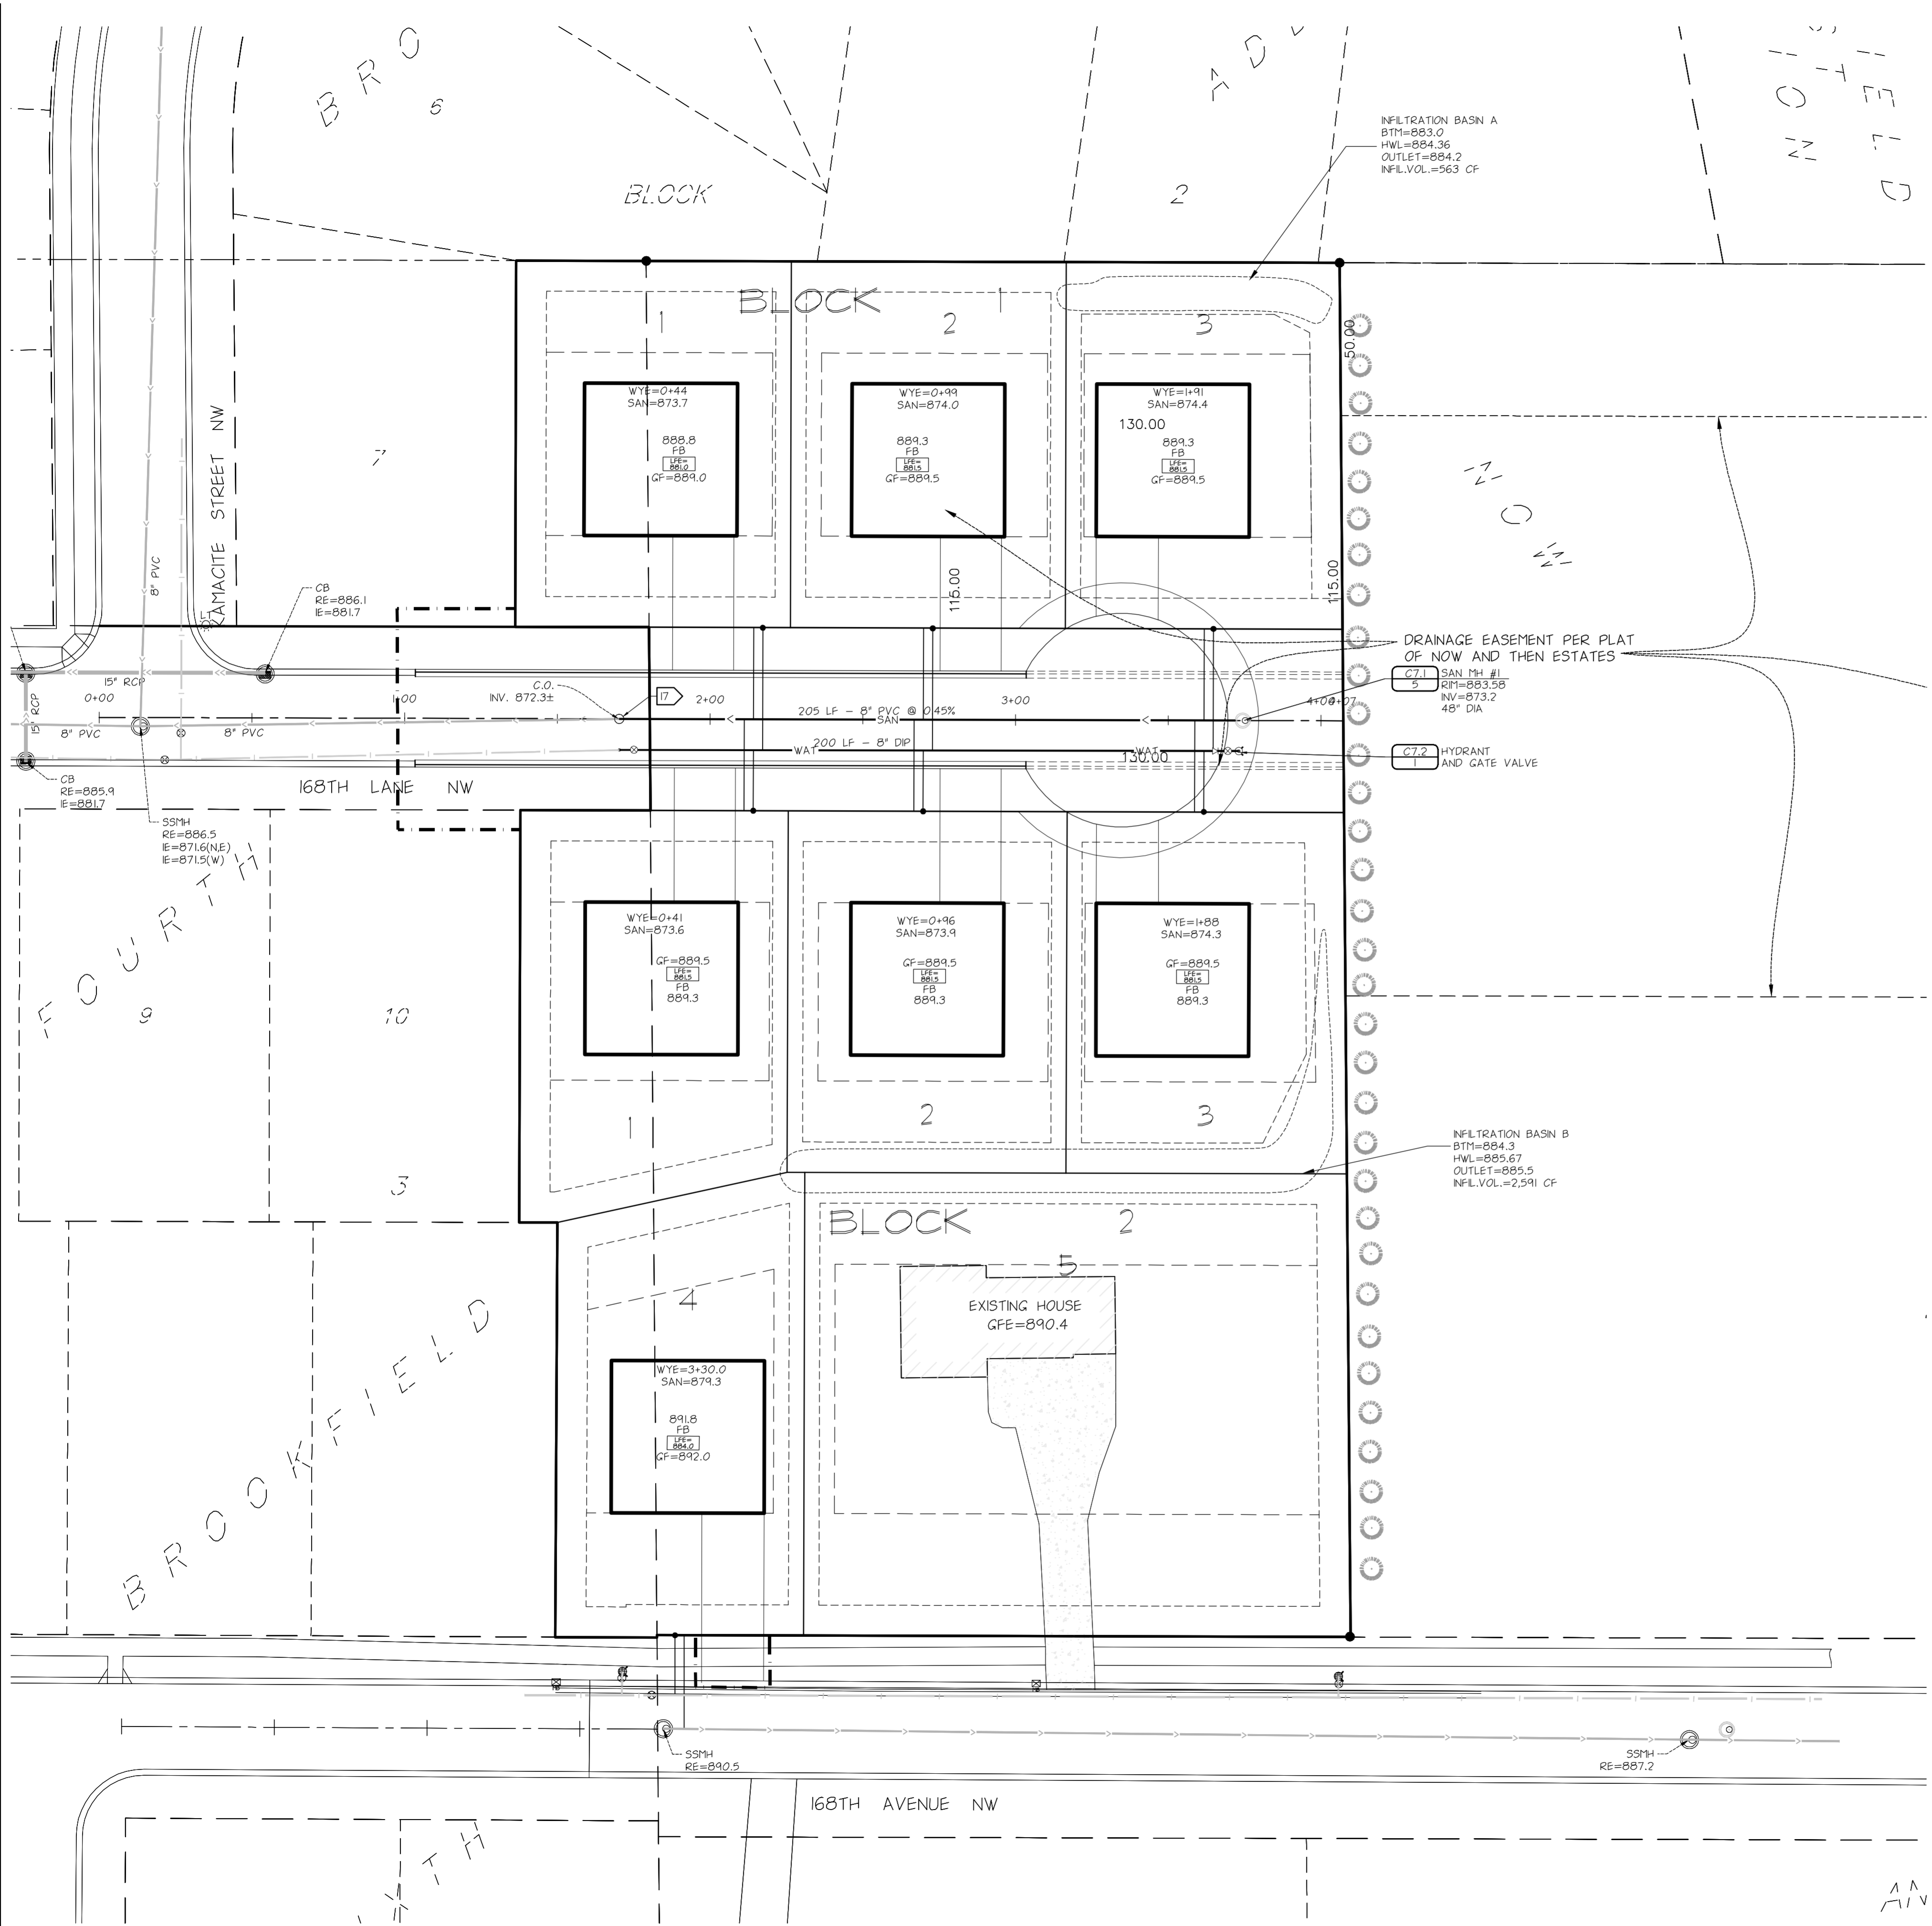 B R O
6
A D
BLOCK
2
INFILTRATION BASIN A
BTM=883.0
HWL=884.36
OUTLET=884.2
INFIL.VOL.=563 CF
BLOCK 1
1
2
3
50.00
WYE=0+44
SAN=873.7
888.8
FB
LFE=
881.0
GF=889.0
WYE=0+99
SAN=874.0
889.3
FB
LFE=
881.5
GF=889.5
WYE=1+91
SAN=874.4
130.00
889.3
FB
LFE=
881.5
GF=889.5
7
KAMACITE STREET NW
8" PVC
N O W
CB
RE=886.1
IE=881.7
115.00
115.00
DRAINAGE EASEMENT PER PLAT
OF NOW AND THEN ESTATES
C7.1
5
SAN MH #1
RIM=883.58
INV=873.2
48" DIA
15" RCP
15" RCP
0+00
1+00
2+00
3+00
4+00
4+07
C.O.
INV. 872.3±
17
205 LF - 8" PVC @ 0.45%
SAN
8" PVC
8" PVC
200 LF - 8" DIP
WAT
WAT
130.00
C7.2
1
HYDRANT
AND GATE VALVE
CB
RE=885.9
IE=881.7
168TH LANE NW
SSMH
RE=886.5
IE=871.6(N,E)
IE=871.5(W)
F O U R T H
9
10
WYE=0+41
SAN=873.6
GF=889.5
LFE=
881.5
FB
889.3
WYE=0+96
SAN=873.9
GF=889.5
LFE=
881.5
FB
889.3
WYE=1+88
SAN=874.3
GF=889.5
LFE=
881.5
FB
889.3
1
2
3
3
INFILTRATION BASIN B
BTM=884.3
HWL=885.67
OUTLET=885.5
INFIL.VOL.=2,591 CF
BLOCK 2
5
4
EXISTING HOUSE
GFE=890.4
B R O O K F I E L D
WYE=3+30.0
SAN=879.3
891.8
FB
LFE=
884.0
GF=892.0
SSMH
RE=890.5
SSMH
RE=887.2
168TH AVENUE NW
X T H
AN